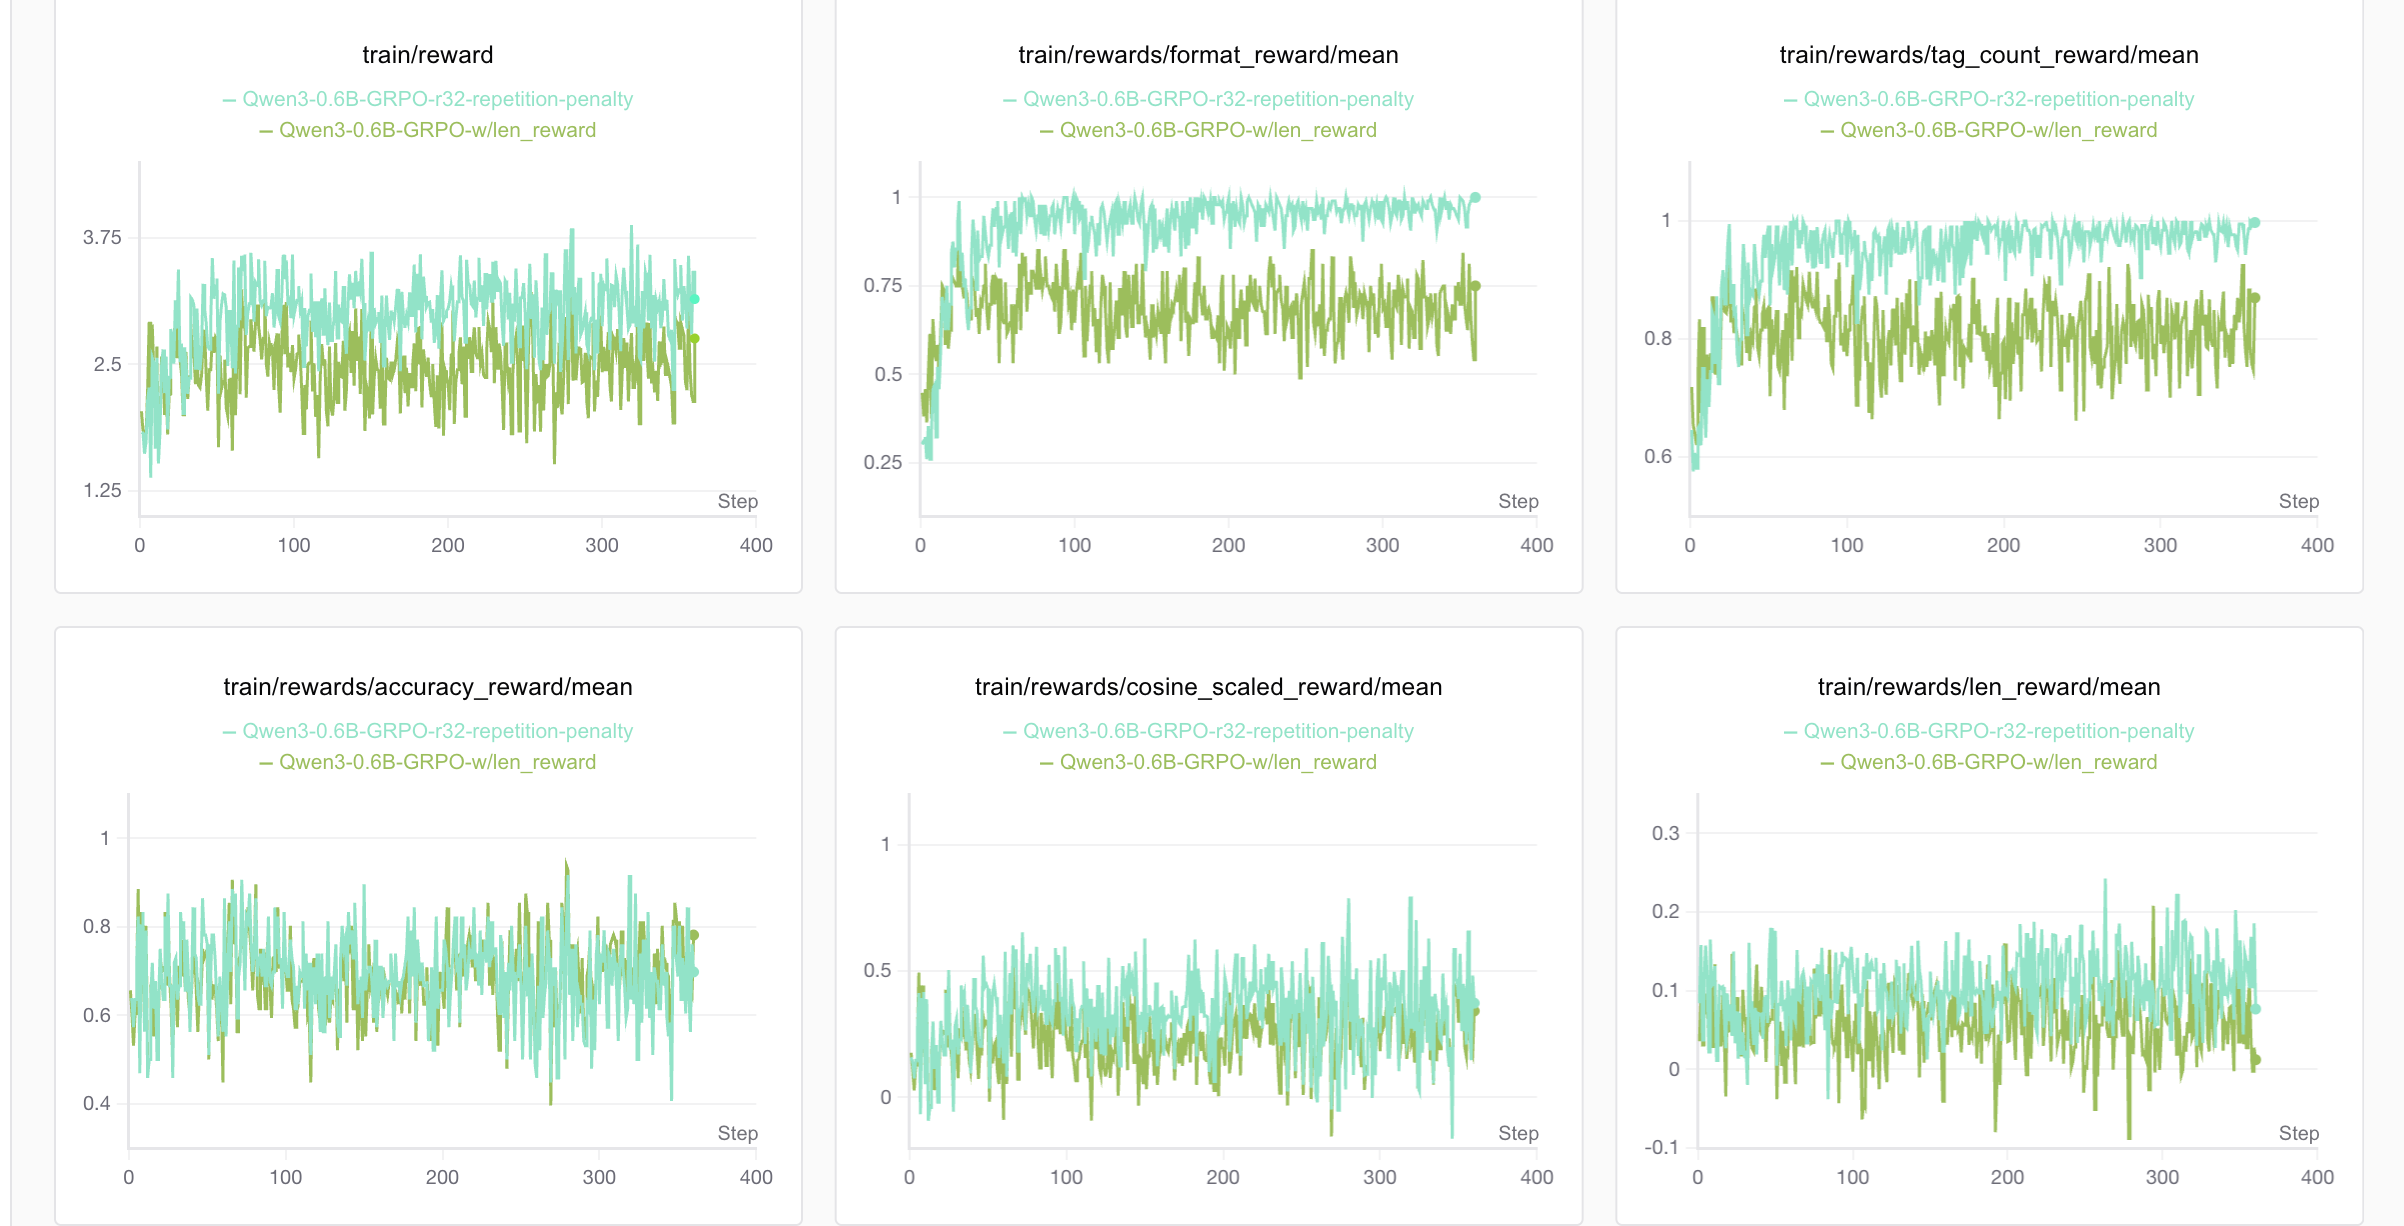 train/reward
Qwen3-0.6B-GRPO-r32-repetition-penalty
Qwen3-0.6B-GRPO-w/len_reward
3.75
2.5
1.25
Step
0 100 200 300 400
train/rewards/format_reward/mean
Qwen3-0.6B-GRPO-r32-repetition-penalty
Qwen3-0.6B-GRPO-w/len_reward
1
0.75
0.5
0.25
Step
0 100 200 300 400
train/rewards/tag_count_reward/mean
Qwen3-0.6B-GRPO-r32-repetition-penalty
Qwen3-0.6B-GRPO-w/len_reward
1
0.8
0.6
Step
0 100 200 300 400
train/rewards/accuracy_reward/mean
Qwen3-0.6B-GRPO-r32-repetition-penalty
Qwen3-0.6B-GRPO-w/len_reward
1
0.8
0.6
0.4
Step
0 100 200 300 400
train/rewards/cosine_scaled_reward/mean
Qwen3-0.6B-GRPO-r32-repetition-penalty
Qwen3-0.6B-GRPO-w/len_reward
1
0.5
0
Step
0 100 200 300 400
train/rewards/len_reward/mean
Qwen3-0.6B-GRPO-r32-repetition-penalty
Qwen3-0.6B-GRPO-w/len_reward
0.3
0.2
0.1
0
-0.1
Step
0 100 200 300 400